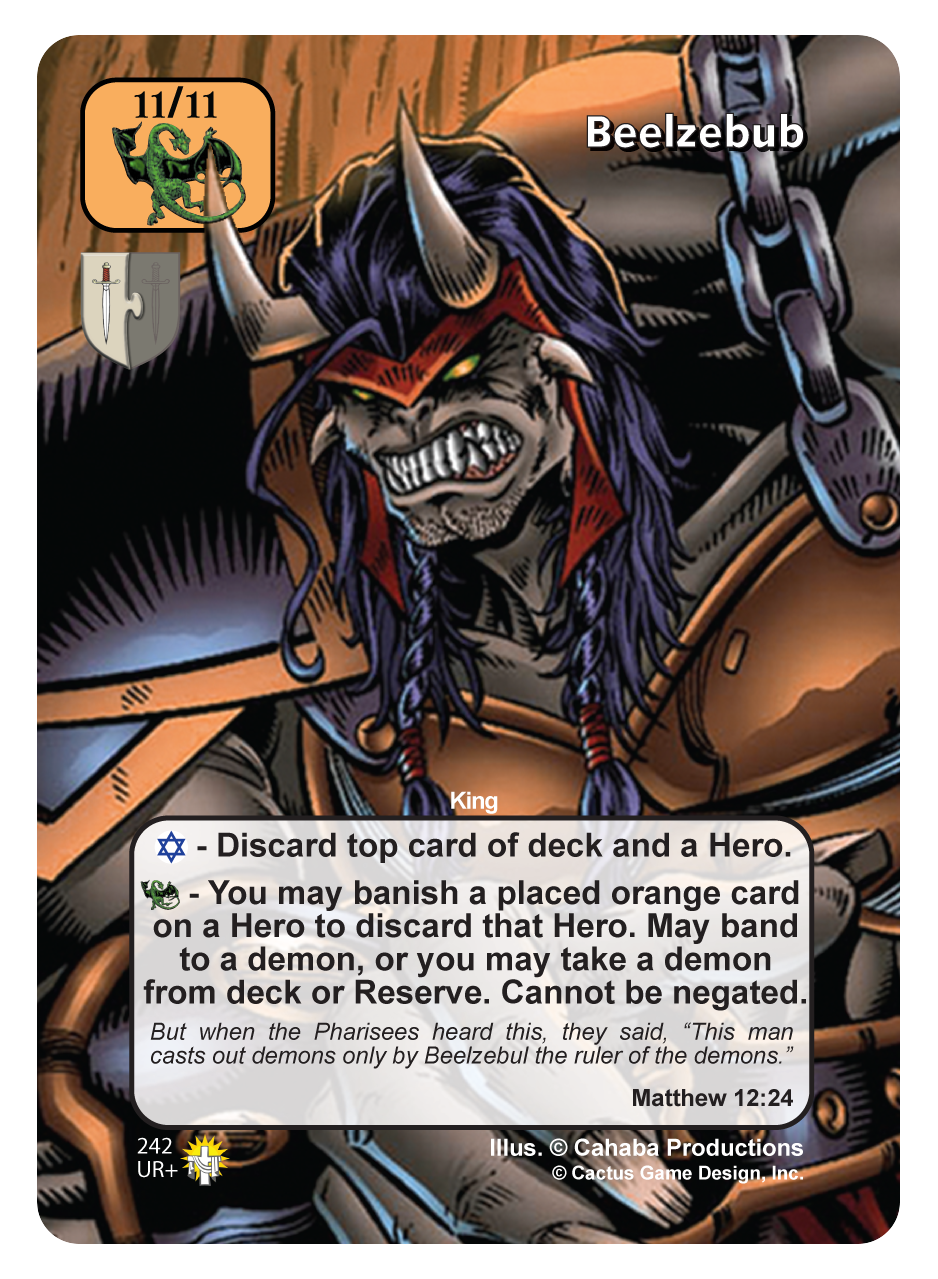 11/11
Beelzebub
King
- Discard top card of deck and a Hero.
- You may banish a placed orange card
on a Hero to discard that Hero. May band
to a demon, or you may take a demon
from deck or Reserve. Cannot be negated.
But when the Pharisees heard this, they said, “This man
casts out demons only by Beelzebul the ruler of the demons.”
Matthew 12:24
242
UR+
Illus. © Cahaba Productions
© Cactus Game Design, Inc.